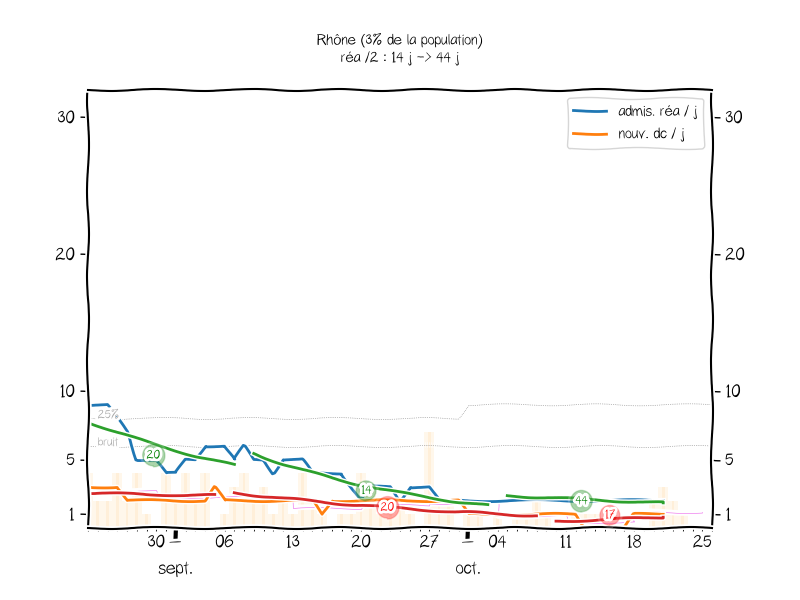 Rhône (3% de la population)
réa /2 : 14 j -> 44 j
admis. réa / j
nouv. dc / j
30 30
20 20
10 10
25%
bruit
5 5
20
14
44
20
17
1 1
30 06 13 20 27 04 11 18 25
sept. oct.